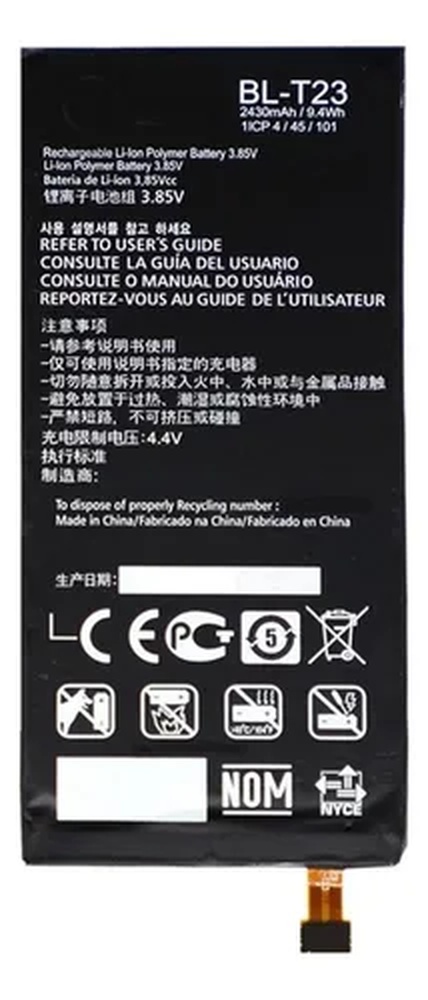 BL-T23
2430mAh / 9.4Wh
1ICP 4 / 45 / 101
Rechargeable Li-Ion Polymer Battery 3.85V
Li-Ion Polymer Battery 3.85V
Bateria de Li-ion 3,85Vcc
锂离子电池组 3.85V
사용 설명서를 참고 하세요
REFER TO USER'S GUIDE
CONSULTE LA GUÍA DEL USUARIO
CONSULTE O MANUAL DO USUÁRIO
REPORTEZ-VOUS AU GUIDE DE L'UTILISATEUR
注意事项
-请参考说明书使用
-仅可使用说明书指定的充电器
-切勿随意拆开或投入火中、水中或与金属品接触
-避免放置于过热、潮湿或腐蚀性环境中
-严禁短路，不可挤压或碰撞
充电限制电压:4.4V
执行标准
制造商:
To dispose of properly Recycling number :
Made in China/Fabricado na China/Fabricado en China
生产日期:
CE PCT 5
NOM
NYCE